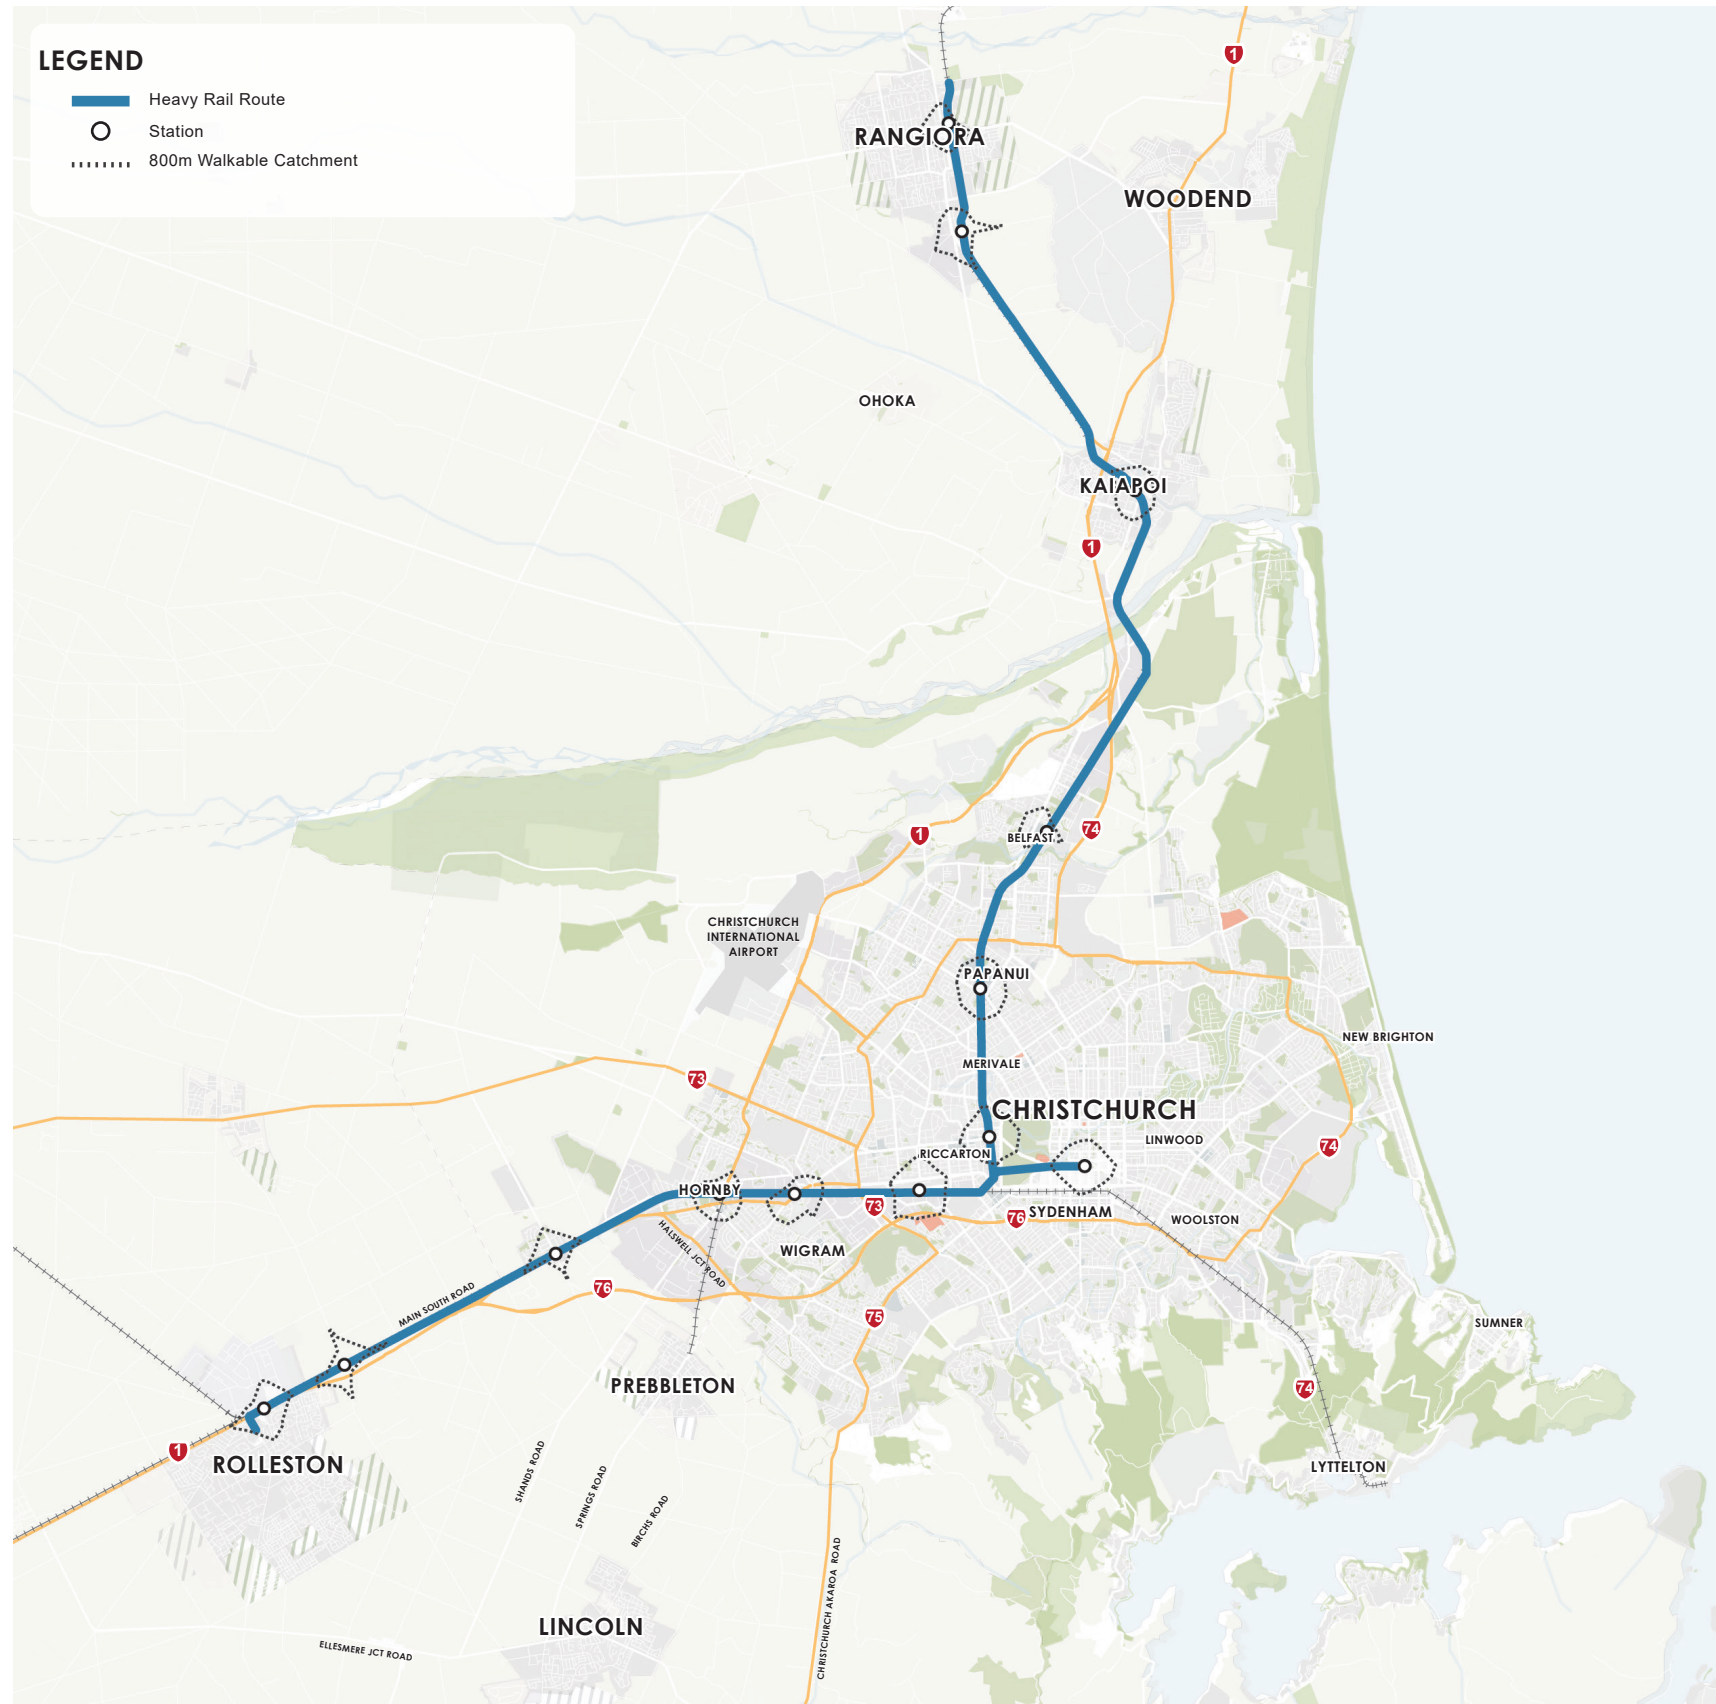 LEGEND
Heavy Rail Route
Station
800m Walkable Catchment
1
RANGIORA
WOODEND
OHOKA
KAIAPOI
1
1
BELFAST
74
CHRISTCHURCH
INTERNATIONAL
AIRPORT
PAPANUI
NEW BRIGHTON
MERIVALE
73
CHRISTCHURCH
LINWOOD
74
RICCARTON
HORNBY
73
76
SYDENHAM
WOOLSTON
HALSWELL JCT ROAD
WIGRAM
76
MAIN SOUTH ROAD
75
SUMNER
PREBBLETON
74
1
ROLLESTON
LYTTELTON
SHANDS ROAD
SPRINGS ROAD
BIRCHS ROAD
CHRISTCHURCH AKAROA ROAD
LINCOLN
ELLESMERE JCT ROAD